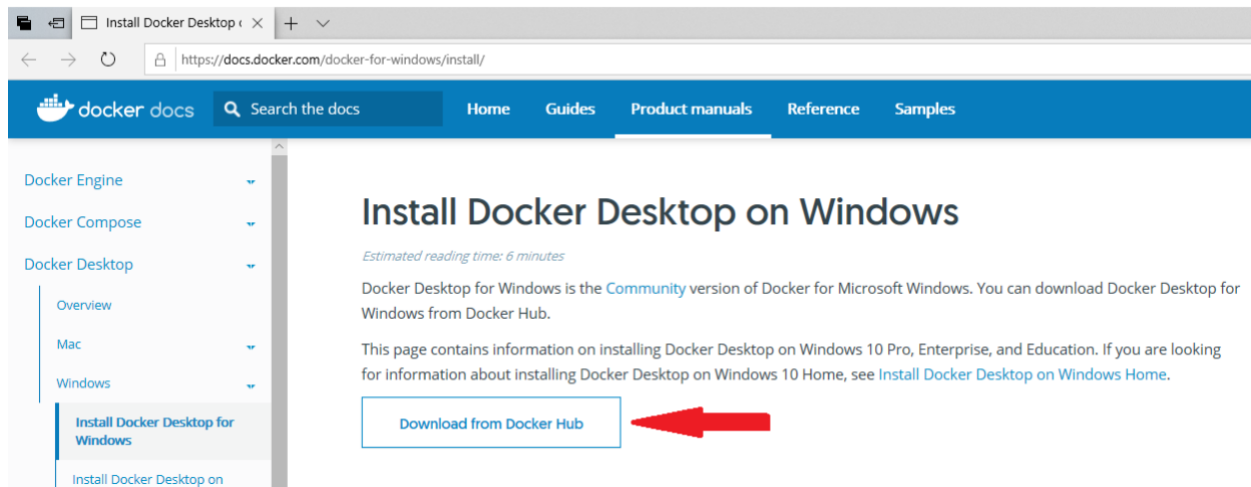 Install Docker Desktop
https://docs.docker.com/docker-for-windows/install/
docker docs
Search the docs
Home
Guides
Product manuals
Reference
Samples
Docker Engine
Docker Compose
Docker Desktop
Overview
Mac
Windows
Install Docker Desktop for
Windows
Install Docker Desktop on
Install Docker Desktop on Windows
Estimated reading time: 6 minutes
Docker Desktop for Windows is the Community version of Docker for Microsoft Windows. You can download Docker Desktop for
Windows from Docker Hub.
This page contains information on installing Docker Desktop on Windows 10 Pro, Enterprise, and Education. If you are looking
for information about installing Docker Desktop on Windows 10 Home, see Install Docker Desktop on Windows Home.
Download from Docker Hub